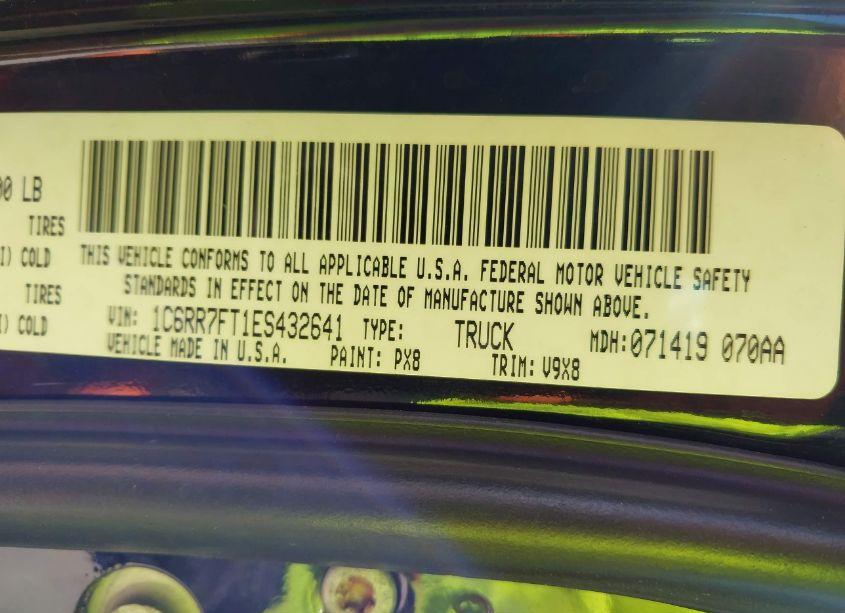 00 LB
TIRES
I) COLD
TIRES
I) COLD
THIS VEHICLE CONFORMS TO ALL APPLICABLE U.S.A. FEDERAL MOTOR VEHICLE SAFETY
STANDARDS IN EFFECT ON THE DATE OF MANUFACTURE SHOWN ABOVE.
VIN: 1C6RR7FT1ES432641 TYPE: TRUCK MDH:071419 070AA
VEHICLE MADE IN U.S.A. PAINT: PX8 TRIM:V9X8